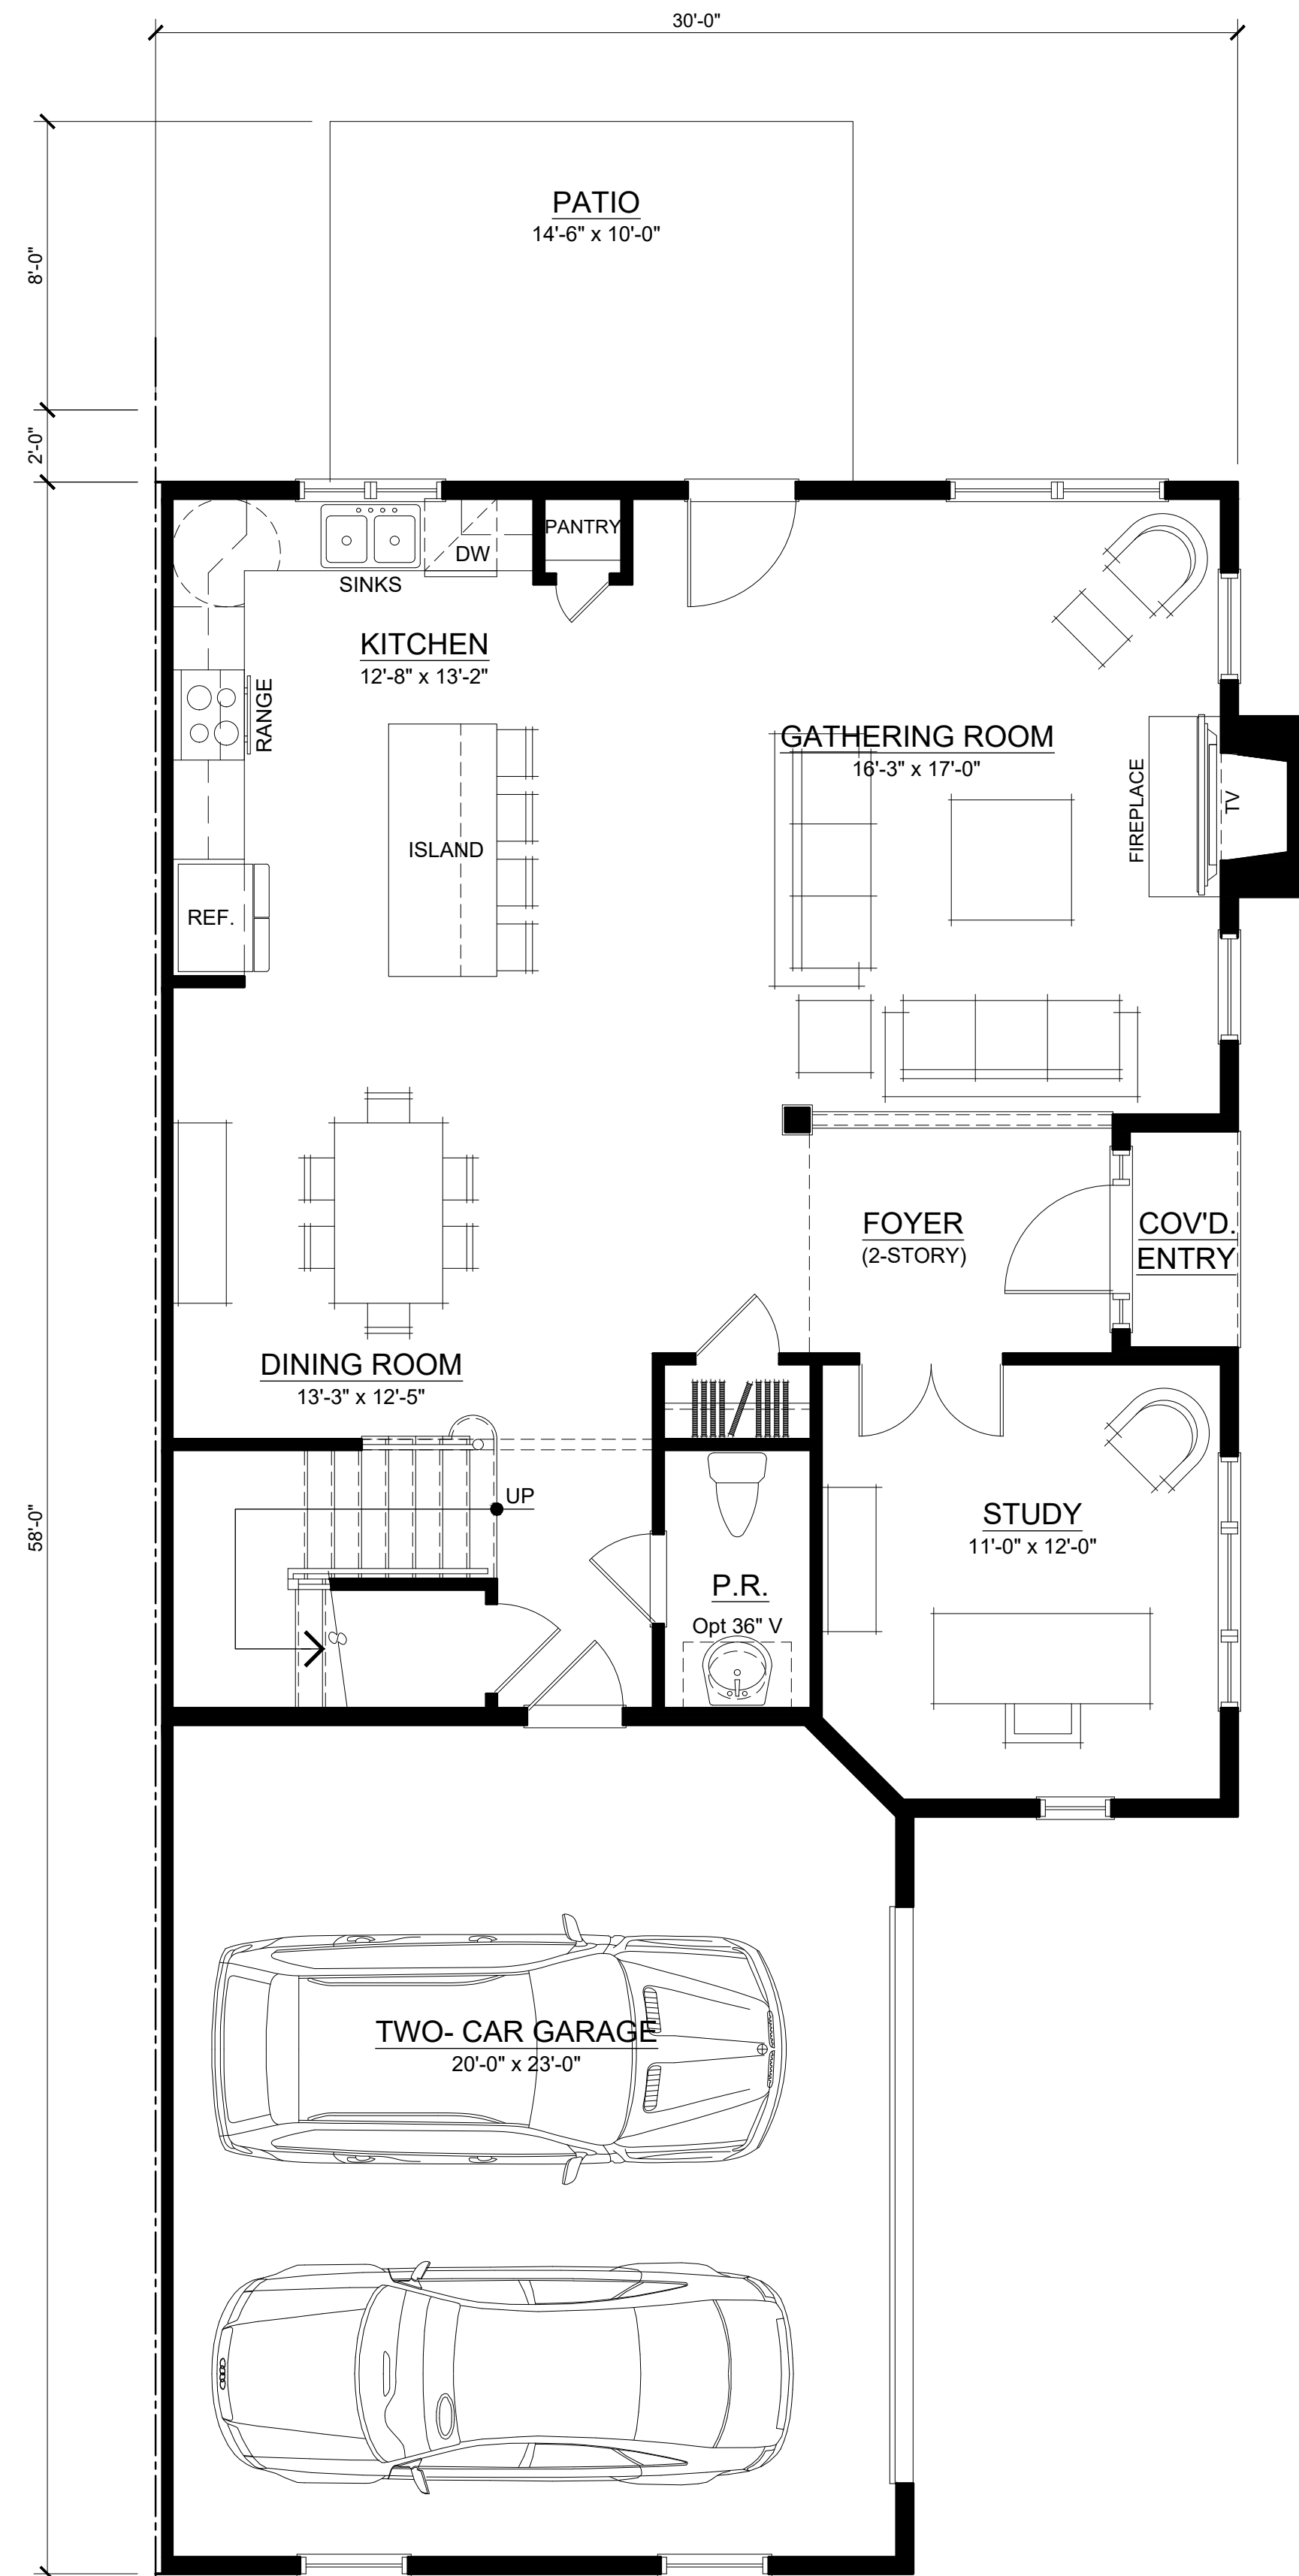 30'-0"
PATIO
14'-6" x 10'-0"
8'-0"
2'-0"
PANTRY
DW
SINKS
KITCHEN
12'-8" x 13'-2"
RANGE
GATHERING ROOM
16'-3" x 17'-0"
FIREPLACE
TV
ISLAND
REF.
FOYER
(2-STORY)
COV'D.
ENTRY
DINING ROOM
13'-3" x 12'-5"
UP
58'-0"
STUDY
11'-0" x 12'-0"
P.R.
Opt 36" V
TWO- CAR GARAGE
20'-0" x 23'-0"